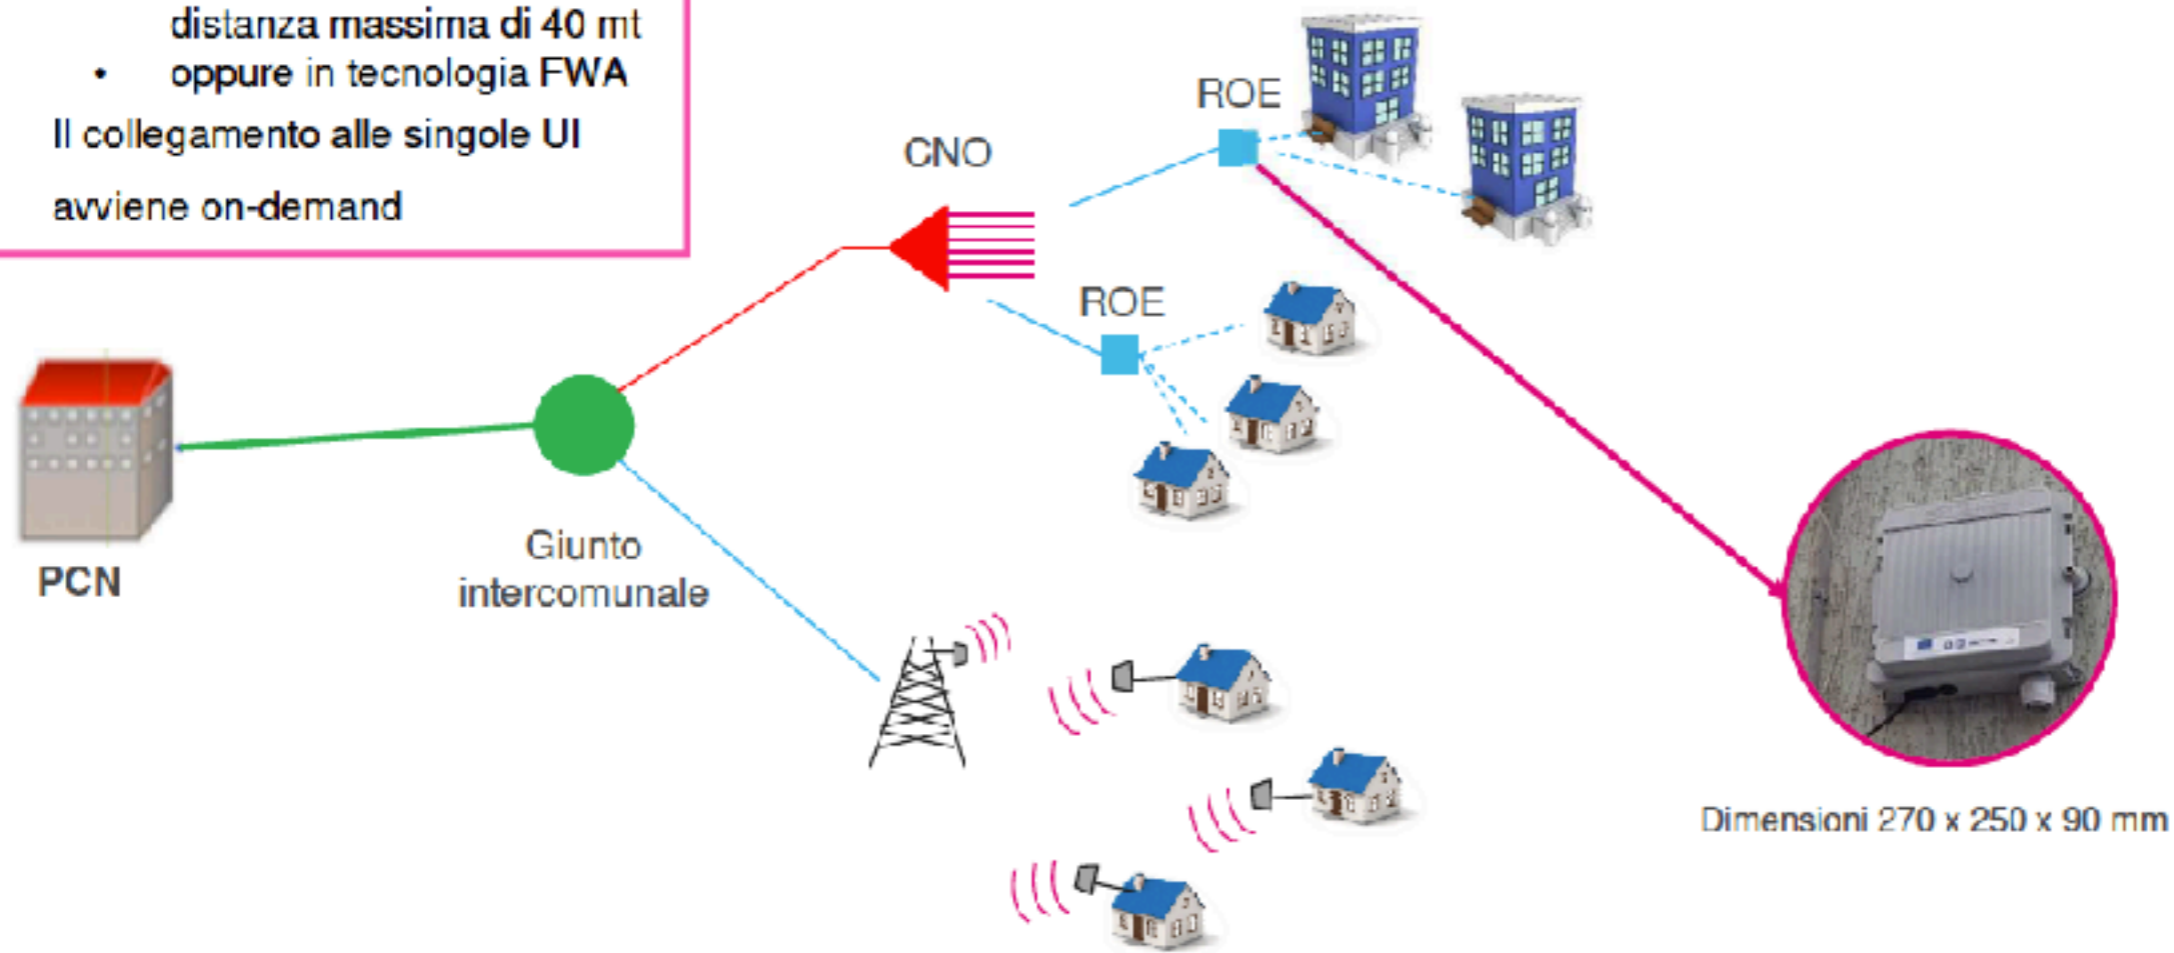 distanza massima di 40 mt
• oppure in tecnologia FWA
Il collegamento alle singole UI
avviene on-demand
ROE
CNO
ROE
PCN
Giunto
intercomunale
Dimensioni 270 x 250 x 90 mm